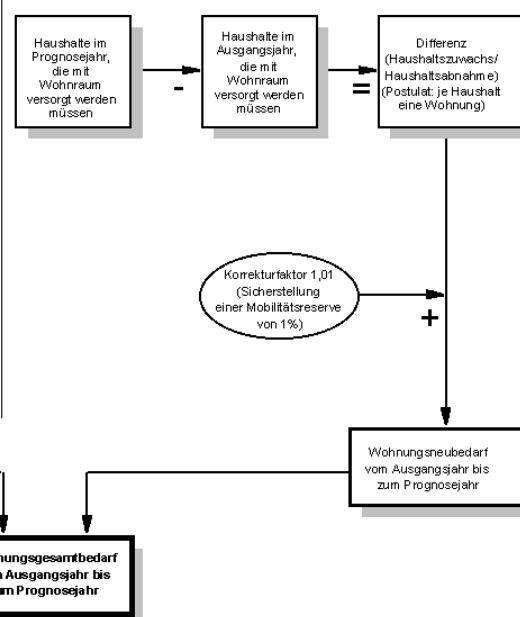 Haushalte im
Prognosejahr,
die mit
Wohnraum
versorgt werden
müssen
-
Haushalte im
Ausgangsjahr,
die mit
Wohnraum
versorgt werden
müssen
=
Differenz
(Haushaltszuwachs/
Haushaltsabnahme)
(Postulat: je Haushalt
eine Wohnung)
Korrekturfaktor 1,01
(Sicherstellung
einer Mobilitätsreserve
von 1%)
+
Wohnungsneubedarf
vom Ausgangsjahr bis
zum Prognosejahr
nungsgesamtbedarf
Ausgangsjahr bis
m Prognosejahr